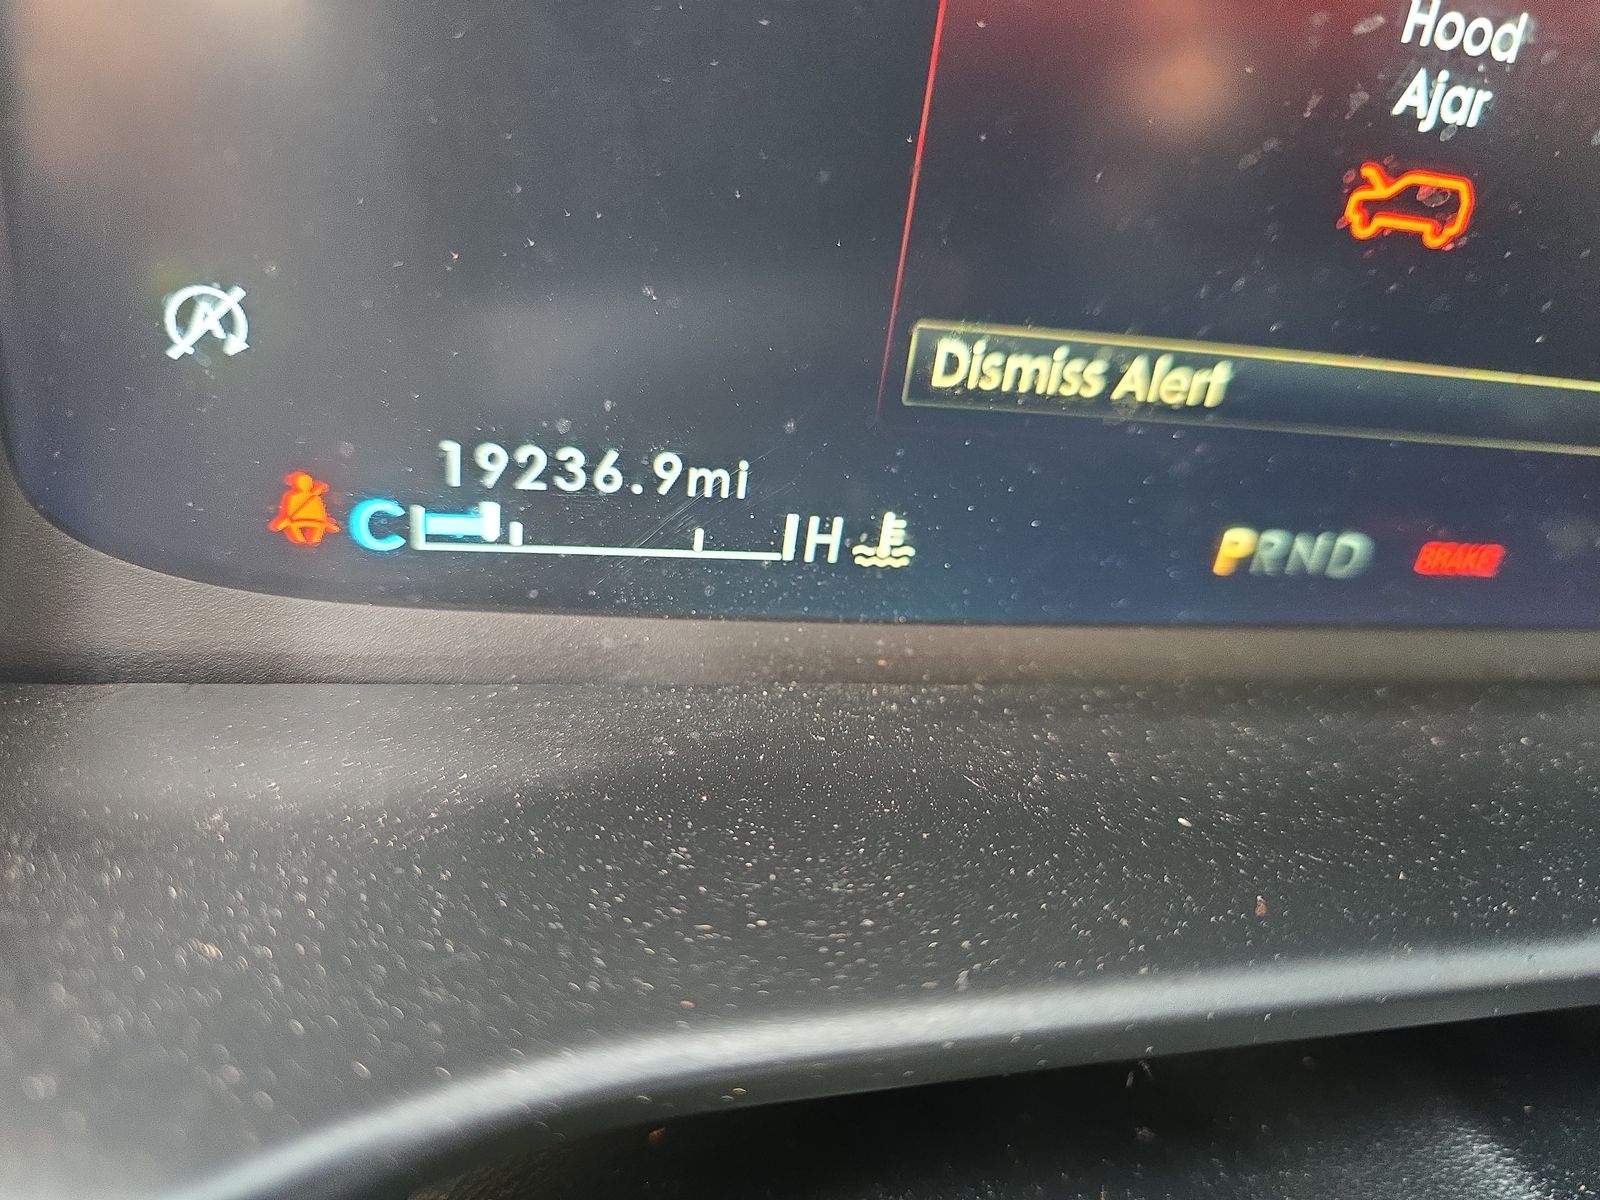 Hood
Ajar
A
Dismiss Alert
19236.9mi
C H
PRND
BRAKE